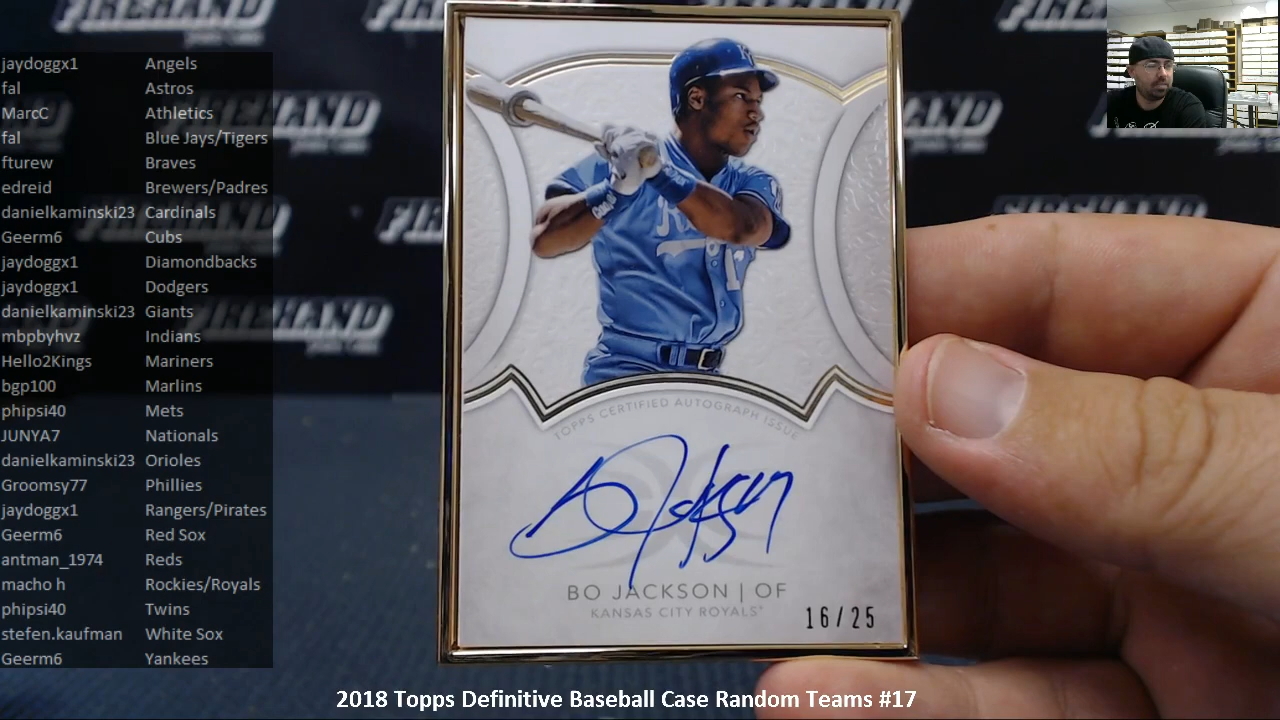 jaydoggx1 Angels
fal Astros
MarcC Athletics
fal Blue Jays/Tigers
fturew Braves
edreid Brewers/Padres
danielkaminski23 Cardinals
Geerm6 Cubs
jaydoggx1 Diamondbacks
jaydoggx1 Dodgers
danielkaminski23 Giants
mbpbyhvz Indians
Hello2Kings Mariners
bgp100 Marlins
phipsi40 Mets
JUNYA7 Nationals
danielkaminski23 Orioles
Groomsy77 Phillies
jaydoggx1 Rangers/Pirates
Geerm6 Red Sox
antman_1974 Reds
macho h Rockies/Royals
phipsi40 Twins
stefen.kaufman White Sox
Geerm6 Yankees
FIREHAND
TOPPS CERTIFIED AUTOGRAPH ISSUE
BO JACKSON | OF
KANSAS CITY ROYALS®
16/25
2018 Topps Definitive Baseball Case Random Teams #17